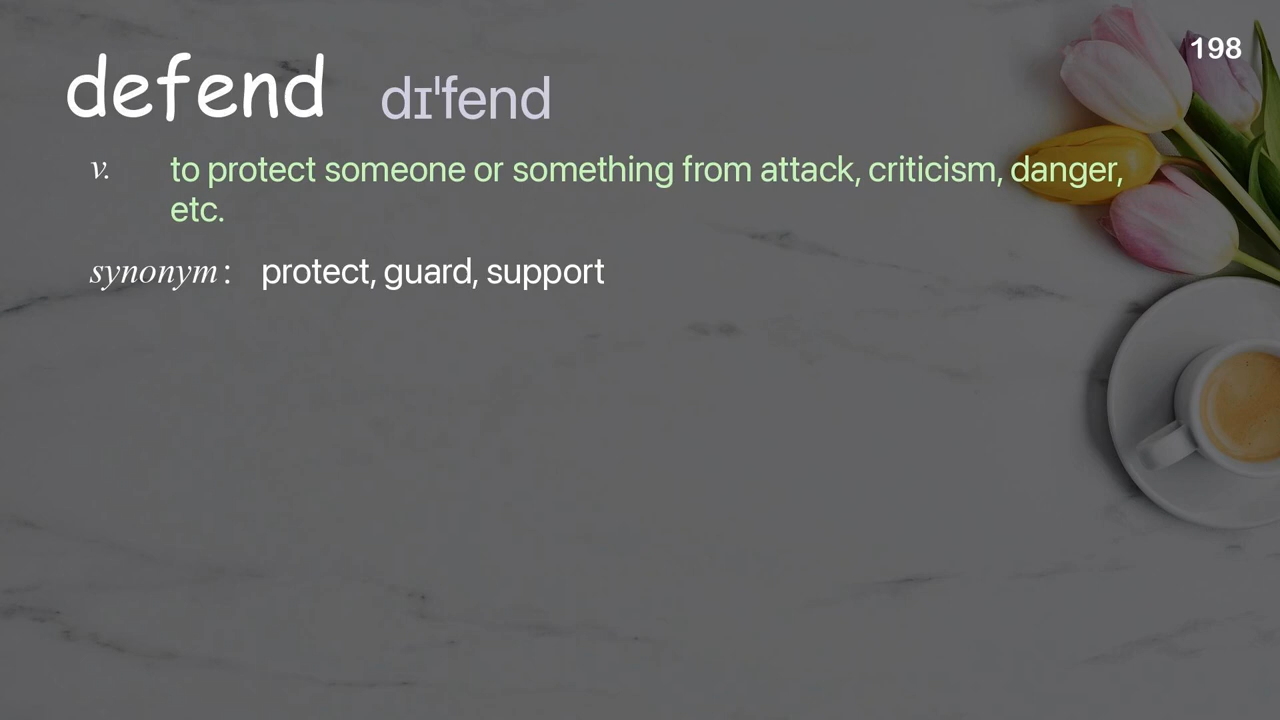 198
defend dɪˈfend
v. to protect someone or something from attack, criticism, danger,
etc.
synonym : protect, guard, support